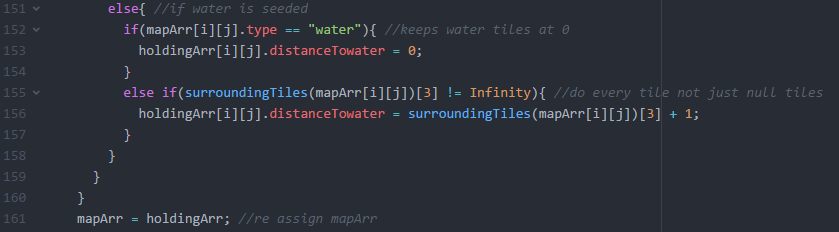 151 else{ //if water is seeded
152 if(mapArr[i][j].type == "water"){ //keeps water tiles at 0
153 holdingArr[i][j].distanceTowater = 0;
154 }
155 else if(surroundingTiles(mapArr[i][j])[3] != Infinity){ //do every tile not just null tiles
156 holdingArr[i][j].distanceTowater = surroundingTiles(mapArr[i][j])[3] + 1;
157 }
158 }
159 }
160 }
161 mapArr = holdingArr; //re assign mapArr